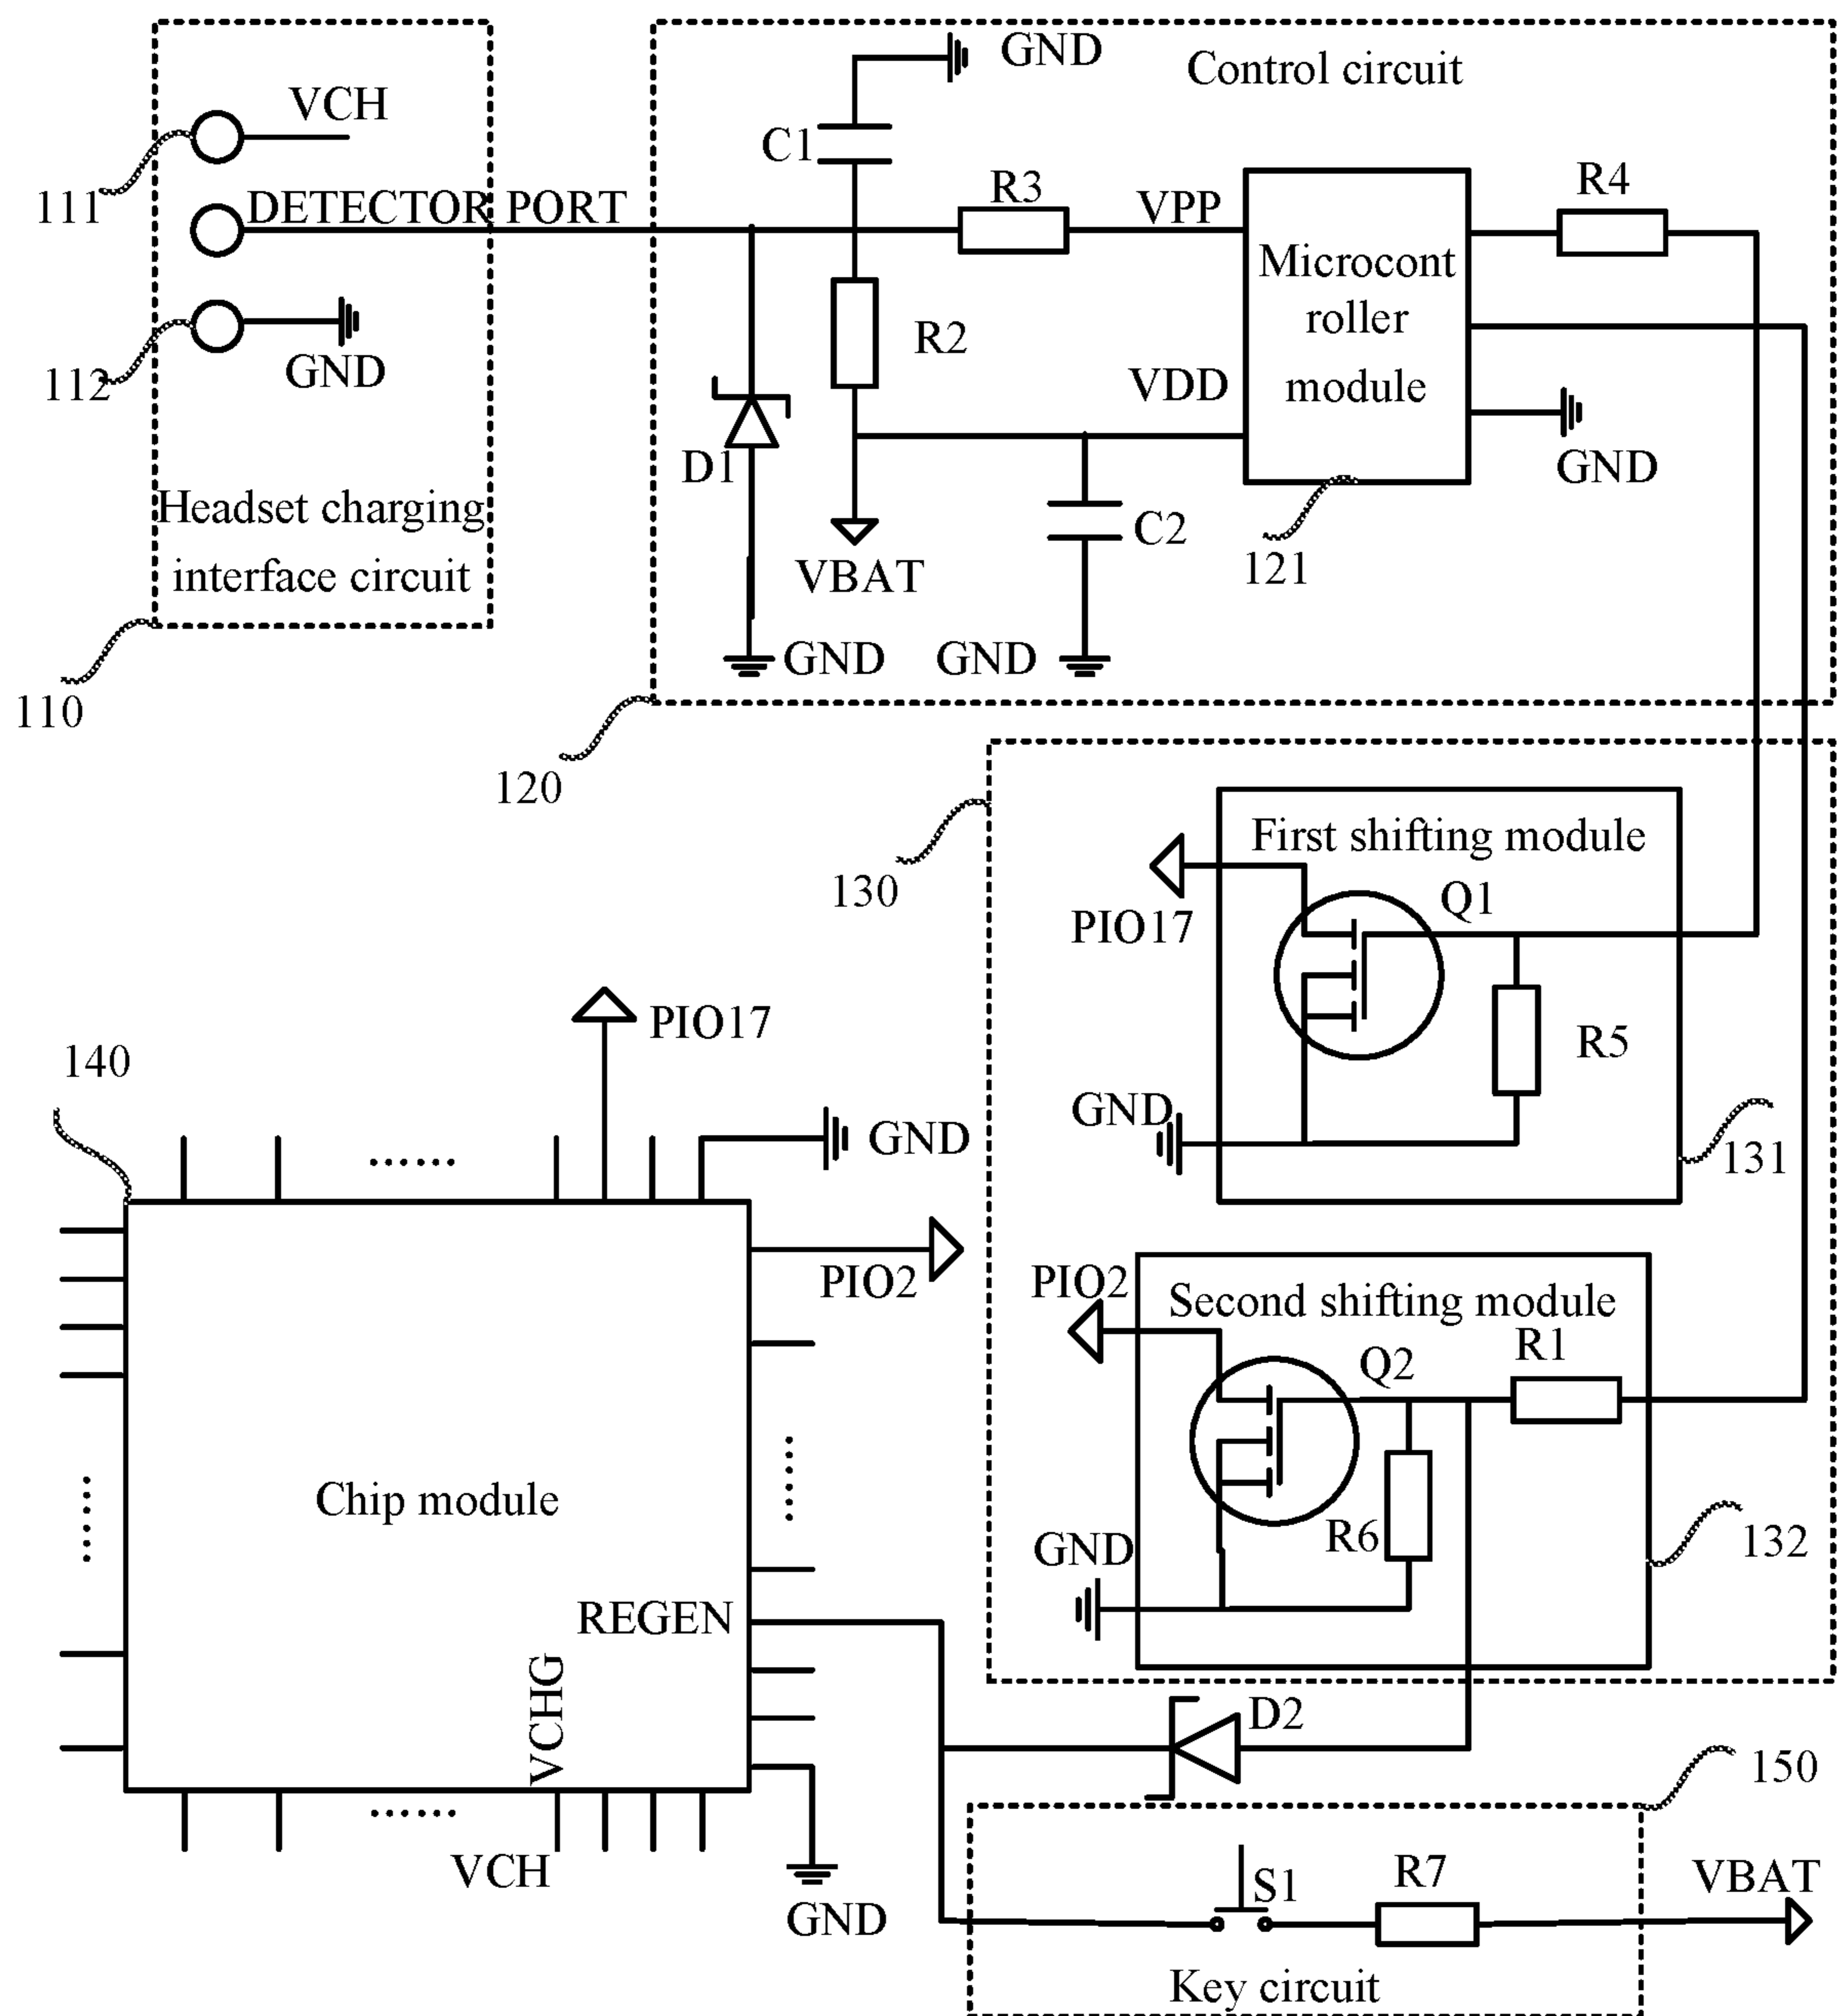 GND
Control circuit
VCH
C1
111
DETECTOR PORT
R3
VPP
R4
Microcont
roller
module
112
GND
R2
VDD
D1
GND
Headset charging
interface circuit
C2
VBAT
121
GND
GND
110
120
First shifting module
130
Q1
PIO17
PIO17
R5
140
GND
GND
131
PIO2
PIO2
Second shifting module
R1
Q2
Chip module
R6
GND
132
REGEN
VCHG
D2
150
VCH
S1
R7
VBAT
GND
Key circuit